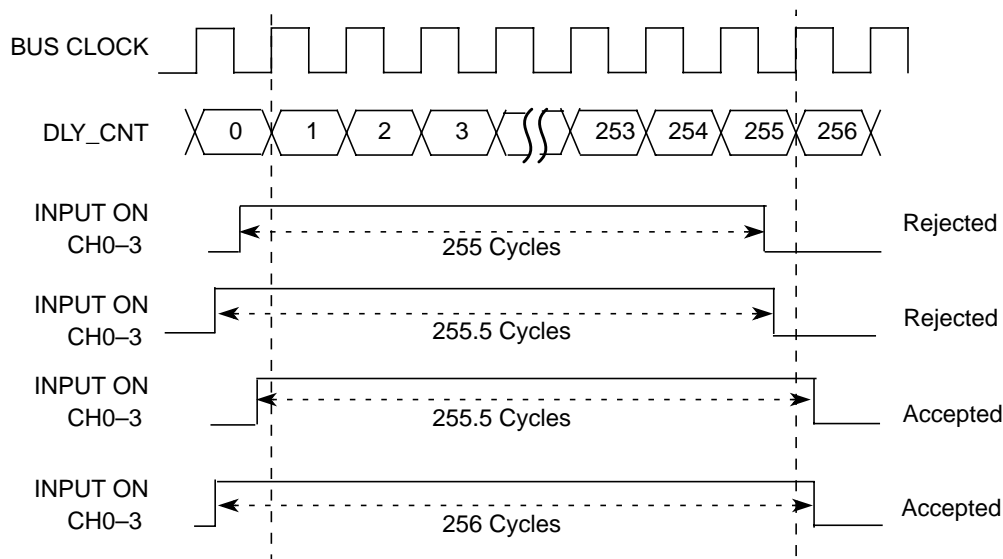 BUS CLOCK
DLY_CNT 0 1 2 3 253 254 255 256
INPUT ON
CH0–3
255 Cycles
Rejected
INPUT ON
CH0–3
255.5 Cycles
Rejected
INPUT ON
CH0–3
255.5 Cycles
Accepted
INPUT ON
CH0–3
256 Cycles
Accepted